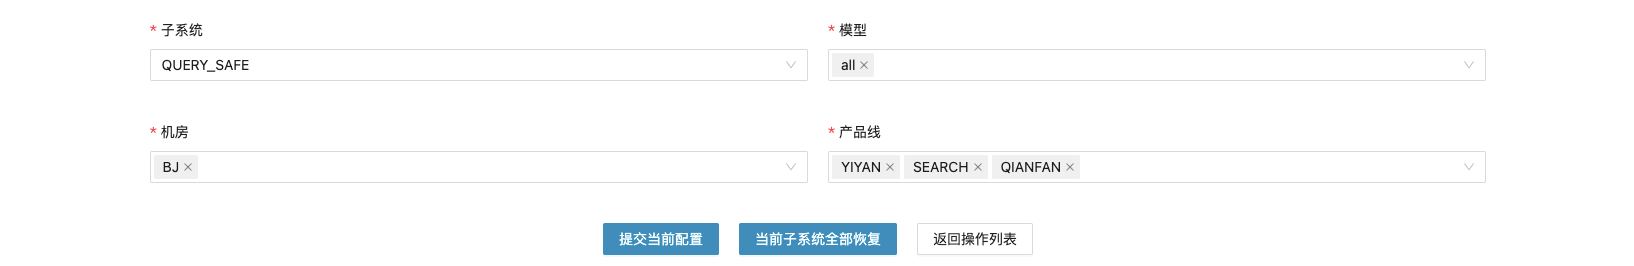 * 子系统
* 模型
QUERY_SAFE
all ×
* 机房
* 产品线
BJ ×
YIYAN × SEARCH × QIANFAN ×
提交当前配置 当前子系统全部恢复 返回操作列表